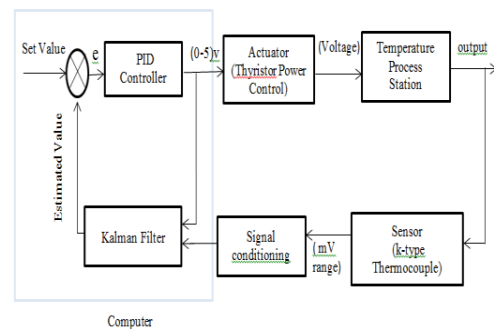 Set Value
e
PID
Controller
(0-5)v
Actuator
(Thyristor Power
Control)
(Voltage)
Temperature
Process
Station
output
Estimated Value
Kalman Filter
Signal
conditioning
(mV
range)
Sensor
(k-type
Thermocouple)
Computer